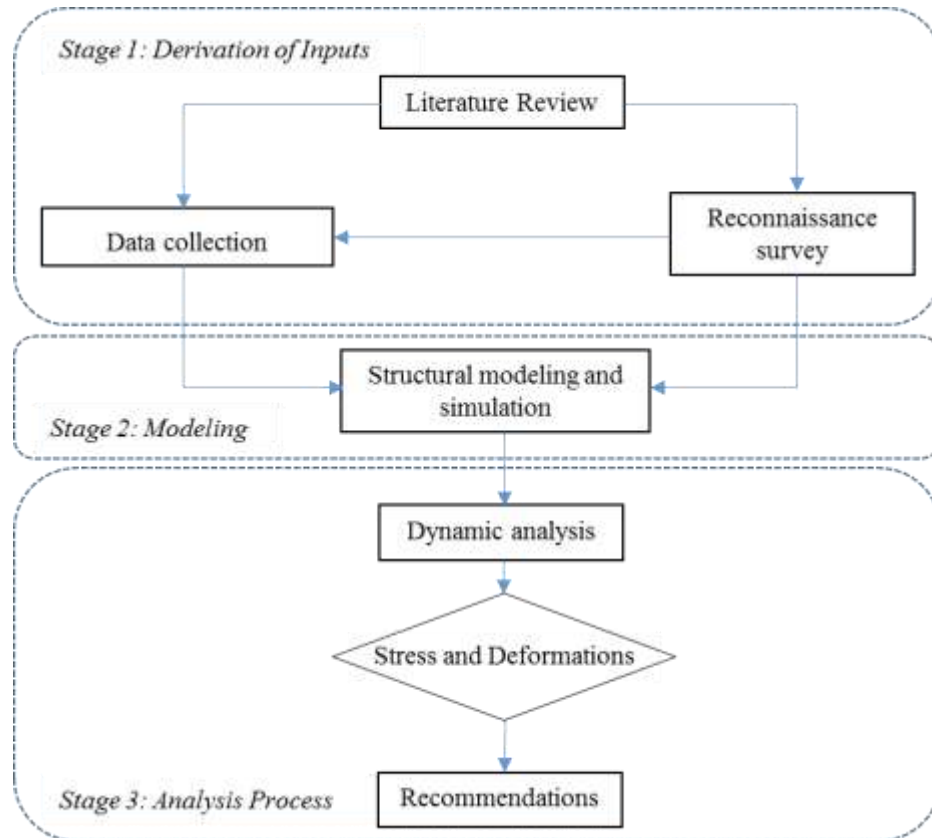 Stage 1: Derivation of Inputs
Literature Review
Data collection
Reconnaissance
survey
Structural modeling and
simulation
Stage 2: Modeling
Dynamic analysis
Stress and Deformations
Stage 3: Analysis Process
Recommendations